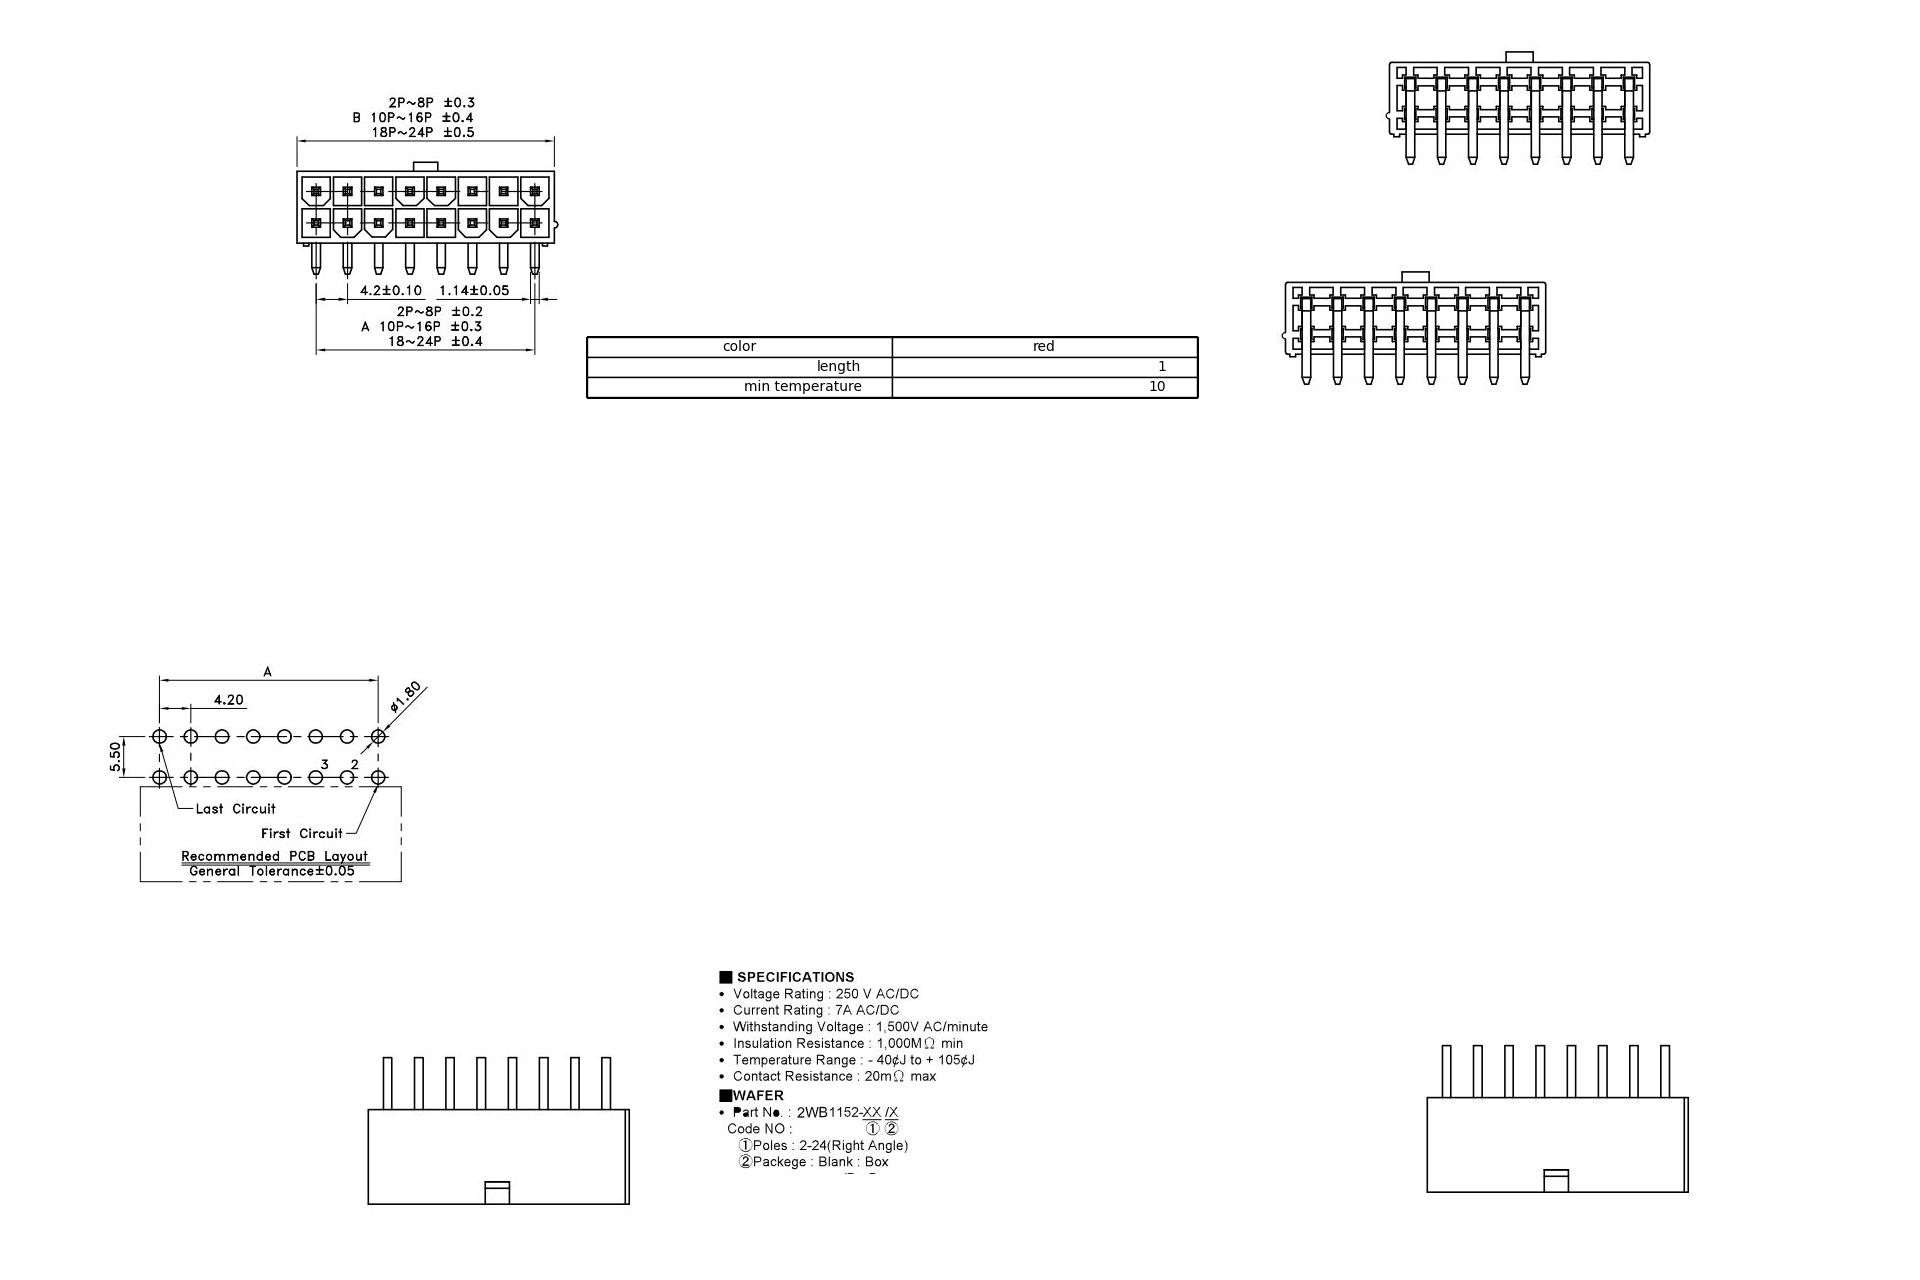 2P~8P ±0.3
B 10P~16P ±0.4
18P~24P ±0.5
4.2±0.10 1.14±0.05
2P~8P ±0.2
A 10P~16P ±0.3
18~24P ±0.4
color red
length 1
min temperature 10
A
4.20
ø1.80
5.50
3 2
Last Circuit
First Circuit
Recommended PCB Layout
General Tolerance±0.05
■ SPECIFICATIONS
• Voltage Rating : 250 V AC/DC
• Current Rating : 7A AC/DC
• Withstanding Voltage : 1,500V AC/minute
• Insulation Resistance : 1,000MΩ min
• Temperature Range : - 40¢J to + 105¢J
• Contact Resistance : 20mΩ max
■WAFER
• Part No. : 2WB1152-XX /X
Code NO : ① ②
①Poles : 2-24(Right Angle)
②Packege : Blank : Box